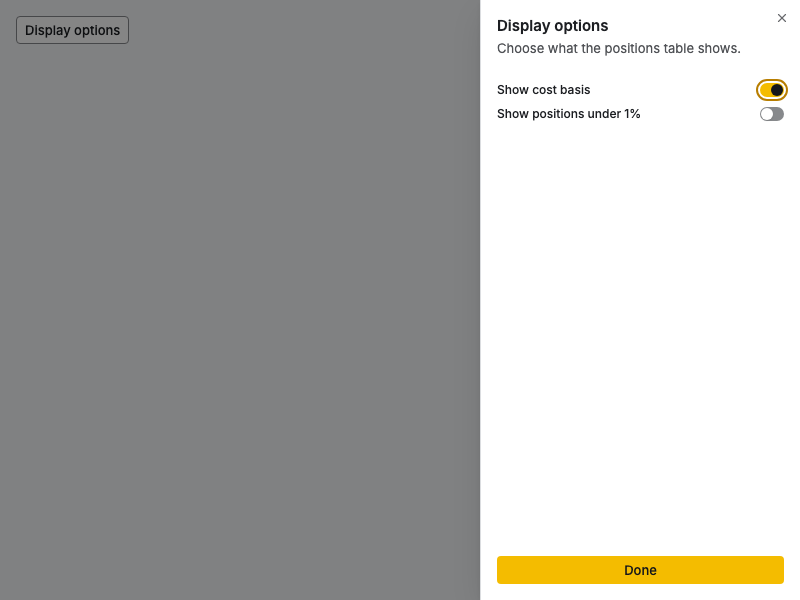 Display options
Display options
Choose what the positions table shows.
Show cost basis
Show positions under 1%
Done